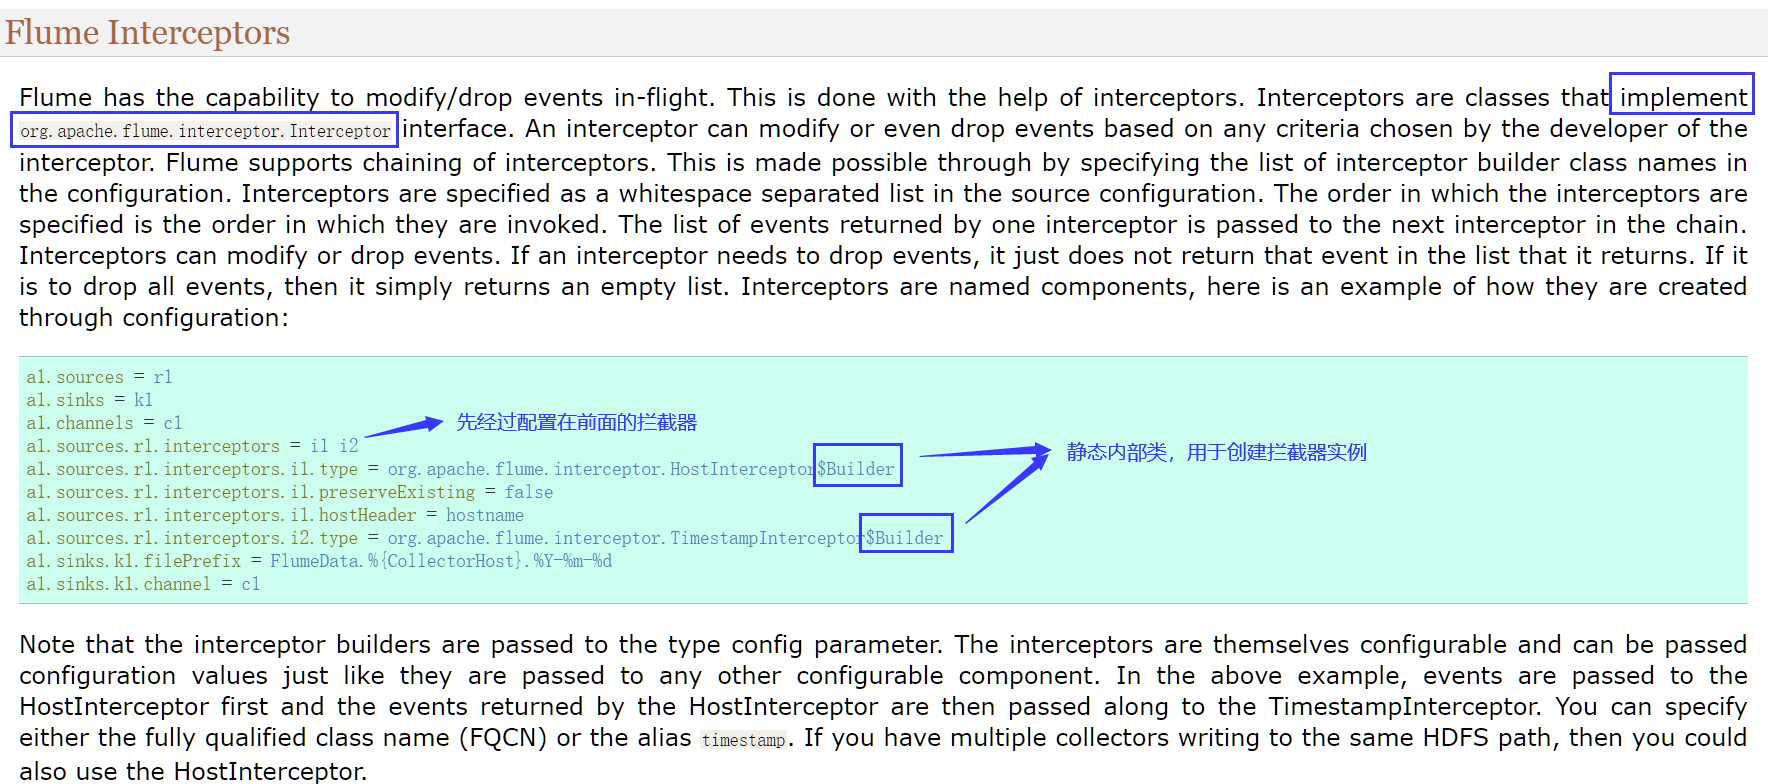 Flume Interceptors
Flume has the capability to modify/drop events in-flight. This is done with the help of interceptors. Interceptors are classes that implement
org.apache.flume.interceptor.Interceptor interface. An interceptor can modify or even drop events based on any criteria chosen by the developer of the
interceptor. Flume supports chaining of interceptors. This is made possible through by specifying the list of interceptor builder class names in
the configuration. Interceptors are specified as a whitespace separated list in the source configuration. The order in which the interceptors are
specified is the order in which they are invoked. The list of events returned by one interceptor is passed to the next interceptor in the chain.
Interceptors can modify or drop events. If an interceptor needs to drop events, it just does not return that event in the list that it returns. If it
is to drop all events, then it simply returns an empty list. Interceptors are named components, here is an example of how they are created
through configuration:
a1.sources = r1
a1.sinks = k1
a1.channels = c1
先经过配置在前面的拦截器
a1.sources.r1.interceptors = i1 i2
静态内部类，用于创建拦截器实例
a1.sources.r1.interceptors.i1.type = org.apache.flume.interceptor.HostInterceptor$Builder
a1.sources.r1.interceptors.i1.preserveExisting = false
a1.sources.r1.interceptors.i1.hostHeader = hostname
a1.sources.r1.interceptors.i2.type = org.apache.flume.interceptor.TimestampInterceptor$Builder
a1.sinks.k1.filePrefix = FlumeData.%{CollectorHost}.%Y-%m-%d
a1.sinks.k1.channel = c1
Note that the interceptor builders are passed to the type config parameter. The interceptors are themselves configurable and can be passed
configuration values just like they are passed to any other configurable component. In the above example, events are passed to the
HostInterceptor first and the events returned by the HostInterceptor are then passed along to the TimestampInterceptor. You can specify
either the fully qualified class name (FQCN) or the alias timestamp. If you have multiple collectors writing to the same HDFS path, then you could
also use the HostInterceptor.